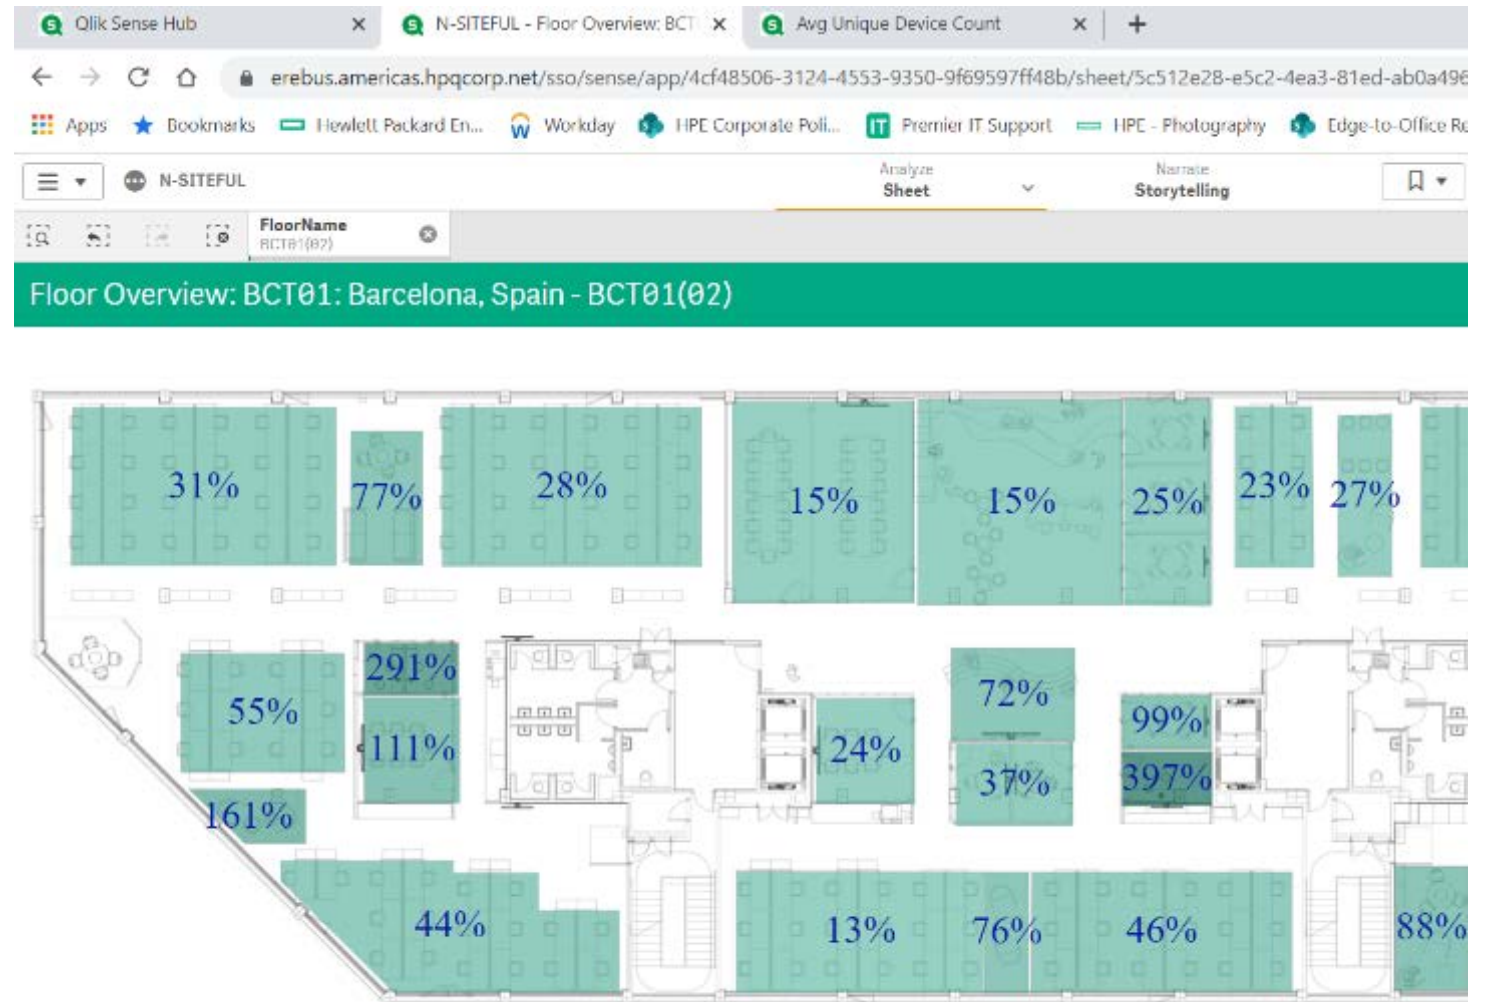 Qlik Sense Hub
N-SITEFUL - Floor Overview: BCT
Avg Unique Device Count
erebus.americas.hpqcorp.net/sso/sense/app/4cf48506-3124-4553-9350-9f69597ff48b/sheet/5c512e28-e5c2-4ea3-81ed-ab0a496
Apps
Bookmarks
Hewlett Packard En...
Workday
HPE Corporate Poli...
IT
Premier IT Support
HPE - Photography
Edge-to-Office Re
N-SITEFUL
Analyze
Sheet
Narrate
Storytelling
FloorName
BCT01(02)
Floor Overview: BCT01: Barcelona, Spain - BCT01(02)
31%
77%
28%
15%
15%
25%
23%
27%
291%
55%
111%
72%
99%
24%
37%
397%
161%
44%
13%
76%
46%
88%